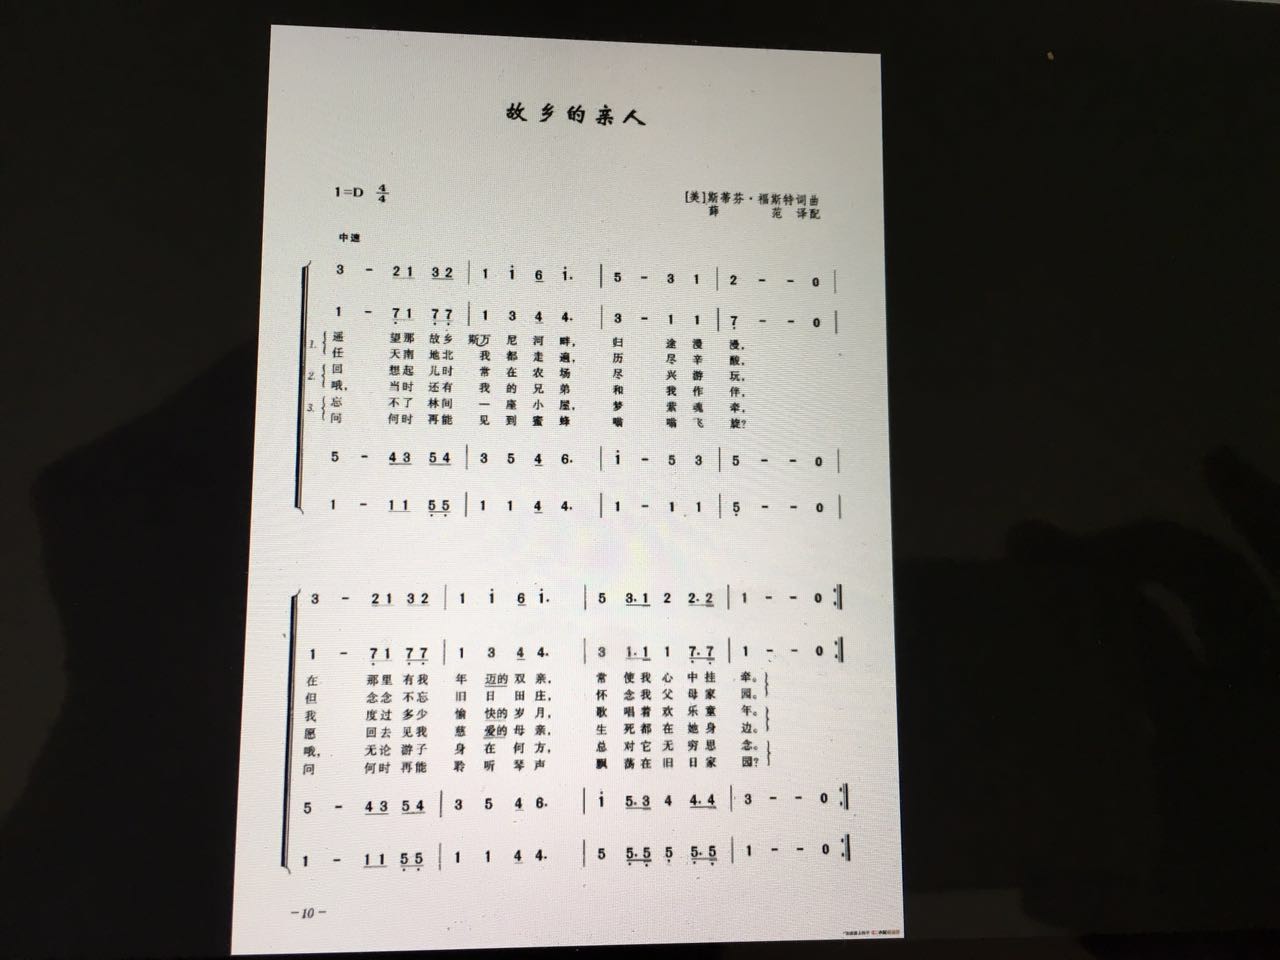 故乡的亲人
1=D 4/4
[美]斯蒂芬·福斯特词曲
薛 范 译配
中速
3 - 21 32 | 1 i 6 i. | 5 - 3 1 | 2 - - 0 |
1 - 71 77 | 1 3 4 4. | 3 - 1 1 | 7 - - 0 |
1. 遥 望那 故乡 斯万 尼 河 畔, 归 途 漫 漫,
任 天南 地北 我 都 走 遍, 历 尽 辛 酸,
2. 回 想起 儿时 常 在 农 场 尽 兴 游 玩,
哦, 当时 还有 我 的 兄 弟 和 我 作 伴,
3. 忘 不了 林间 一 座 小 屋, 梦 萦 魂 牵,
问 何时 再能 见 到 蜜 蜂 嗡 嗡 飞 旋?
5 - 43 54 | 3 5 4 6. | i - 5 3 | 5 - - 0 |
1 - 11 55 | 1 1 4 4. | 1 - 1 1 | 5 - - 0 |
3 - 21 32 | 1 i 6 i. | 5 3.1 2 2.2 | 1 - - 0 :|
1 - 71 77 | 1 3 4 4. | 3 1.1 1 7.7 | 1 - - 0 :|
在 那里 有我 年 迈的 双 亲, 常 使我 心 中挂 牵。
但 念念 不忘 旧 日 田 庄, 怀 念我 父 母家 园。
我 度过 多少 愉 快的 岁 月, 歌 唱着 欢 乐童 年。
愿 回去 见我 慈 爱的 母 亲, 生 死都 在 她身 边。
哦, 无论 游子 身 在 何 方, 总 对它 无 穷思 念。
问 何时 再能 聆 听 琴 声 飘 荡在 旧 日家 园?
5 - 43 54 | 3 5 4 6. | i 5.3 4 4.4 | 3 - - 0 :|
1 - 11 55 | 1 1 4 4. | 5 5.5 5 5.5 | 1 - - 0 :|
-10-